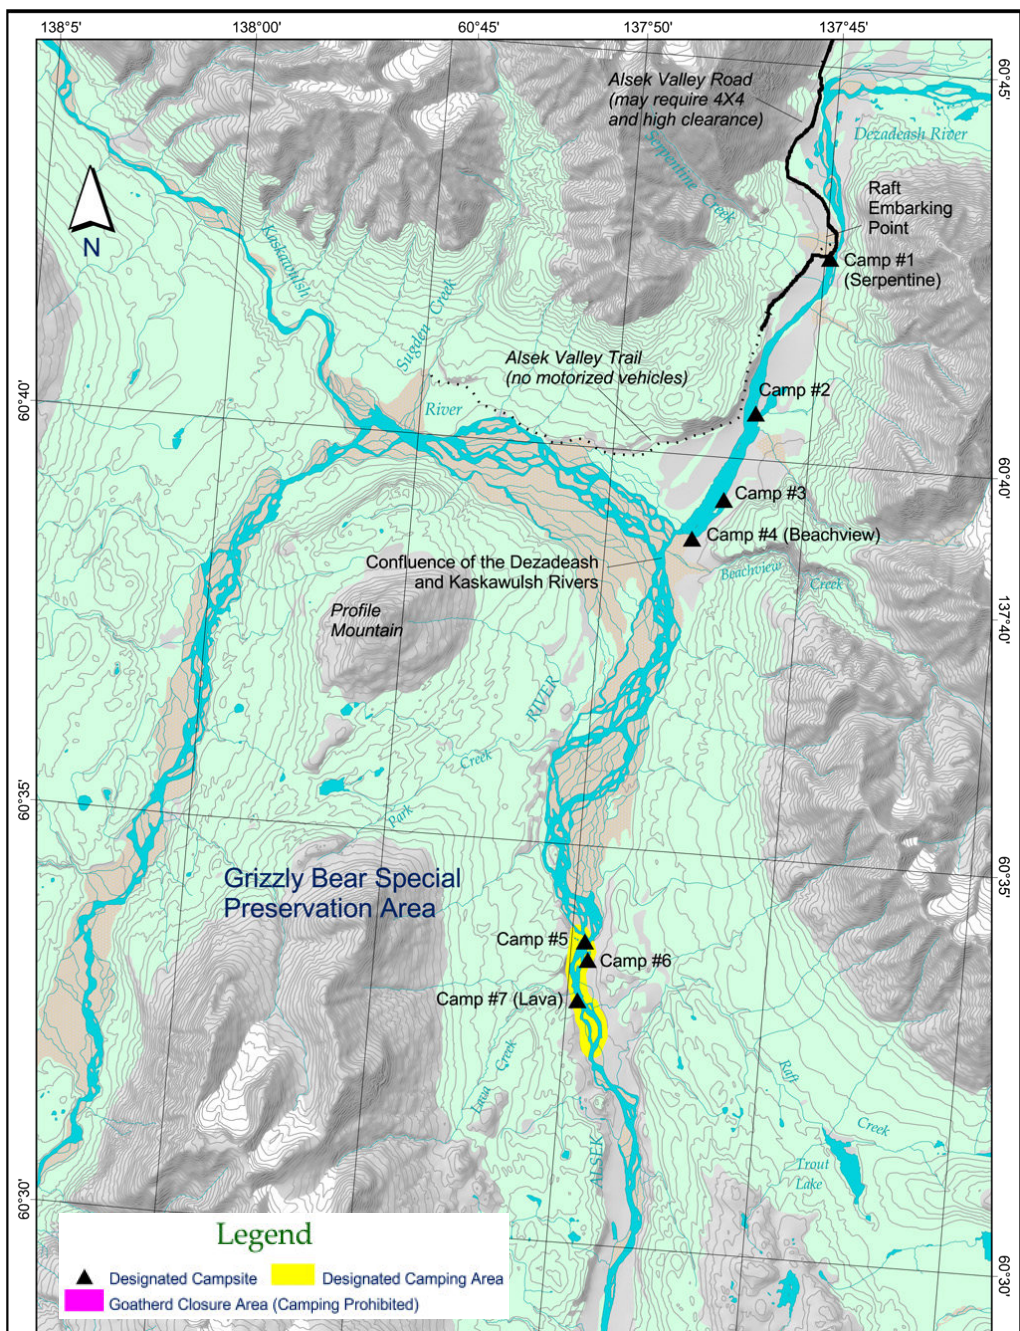 138°5'
138°00'
60°45'
137°50'
137°45'
60°45'
Alsek Valley Road
(may require 4X4
and high clearance)
Dezadeash River
Serpentine Creek
Raft
Embarking
Point
N
Camp #1
(Serpentine)
Kaskawulsh
Sugden Creek
Alsek Valley Trail
(no motorized vehicles)
60°40'
River
Camp #2
60°40'
Camp #3
Camp #4 (Beachview)
Confluence of the Dezadeash
and Kaskawulsh Rivers
Beachview
Creek
Profile
Mountain
137°40'
RIVER
Creek
Park
60°35'
Grizzly Bear Special
Preservation Area
60°35'
Camp #5
Camp #6
Camp #7 (Lava)
Lava Creek
Raft
Creek
ALSEK
Trout
Lake
60°30'
Legend
Designated Campsite
Designated Camping Area
Goatherd Closure Area (Camping Prohibited)
60°30'